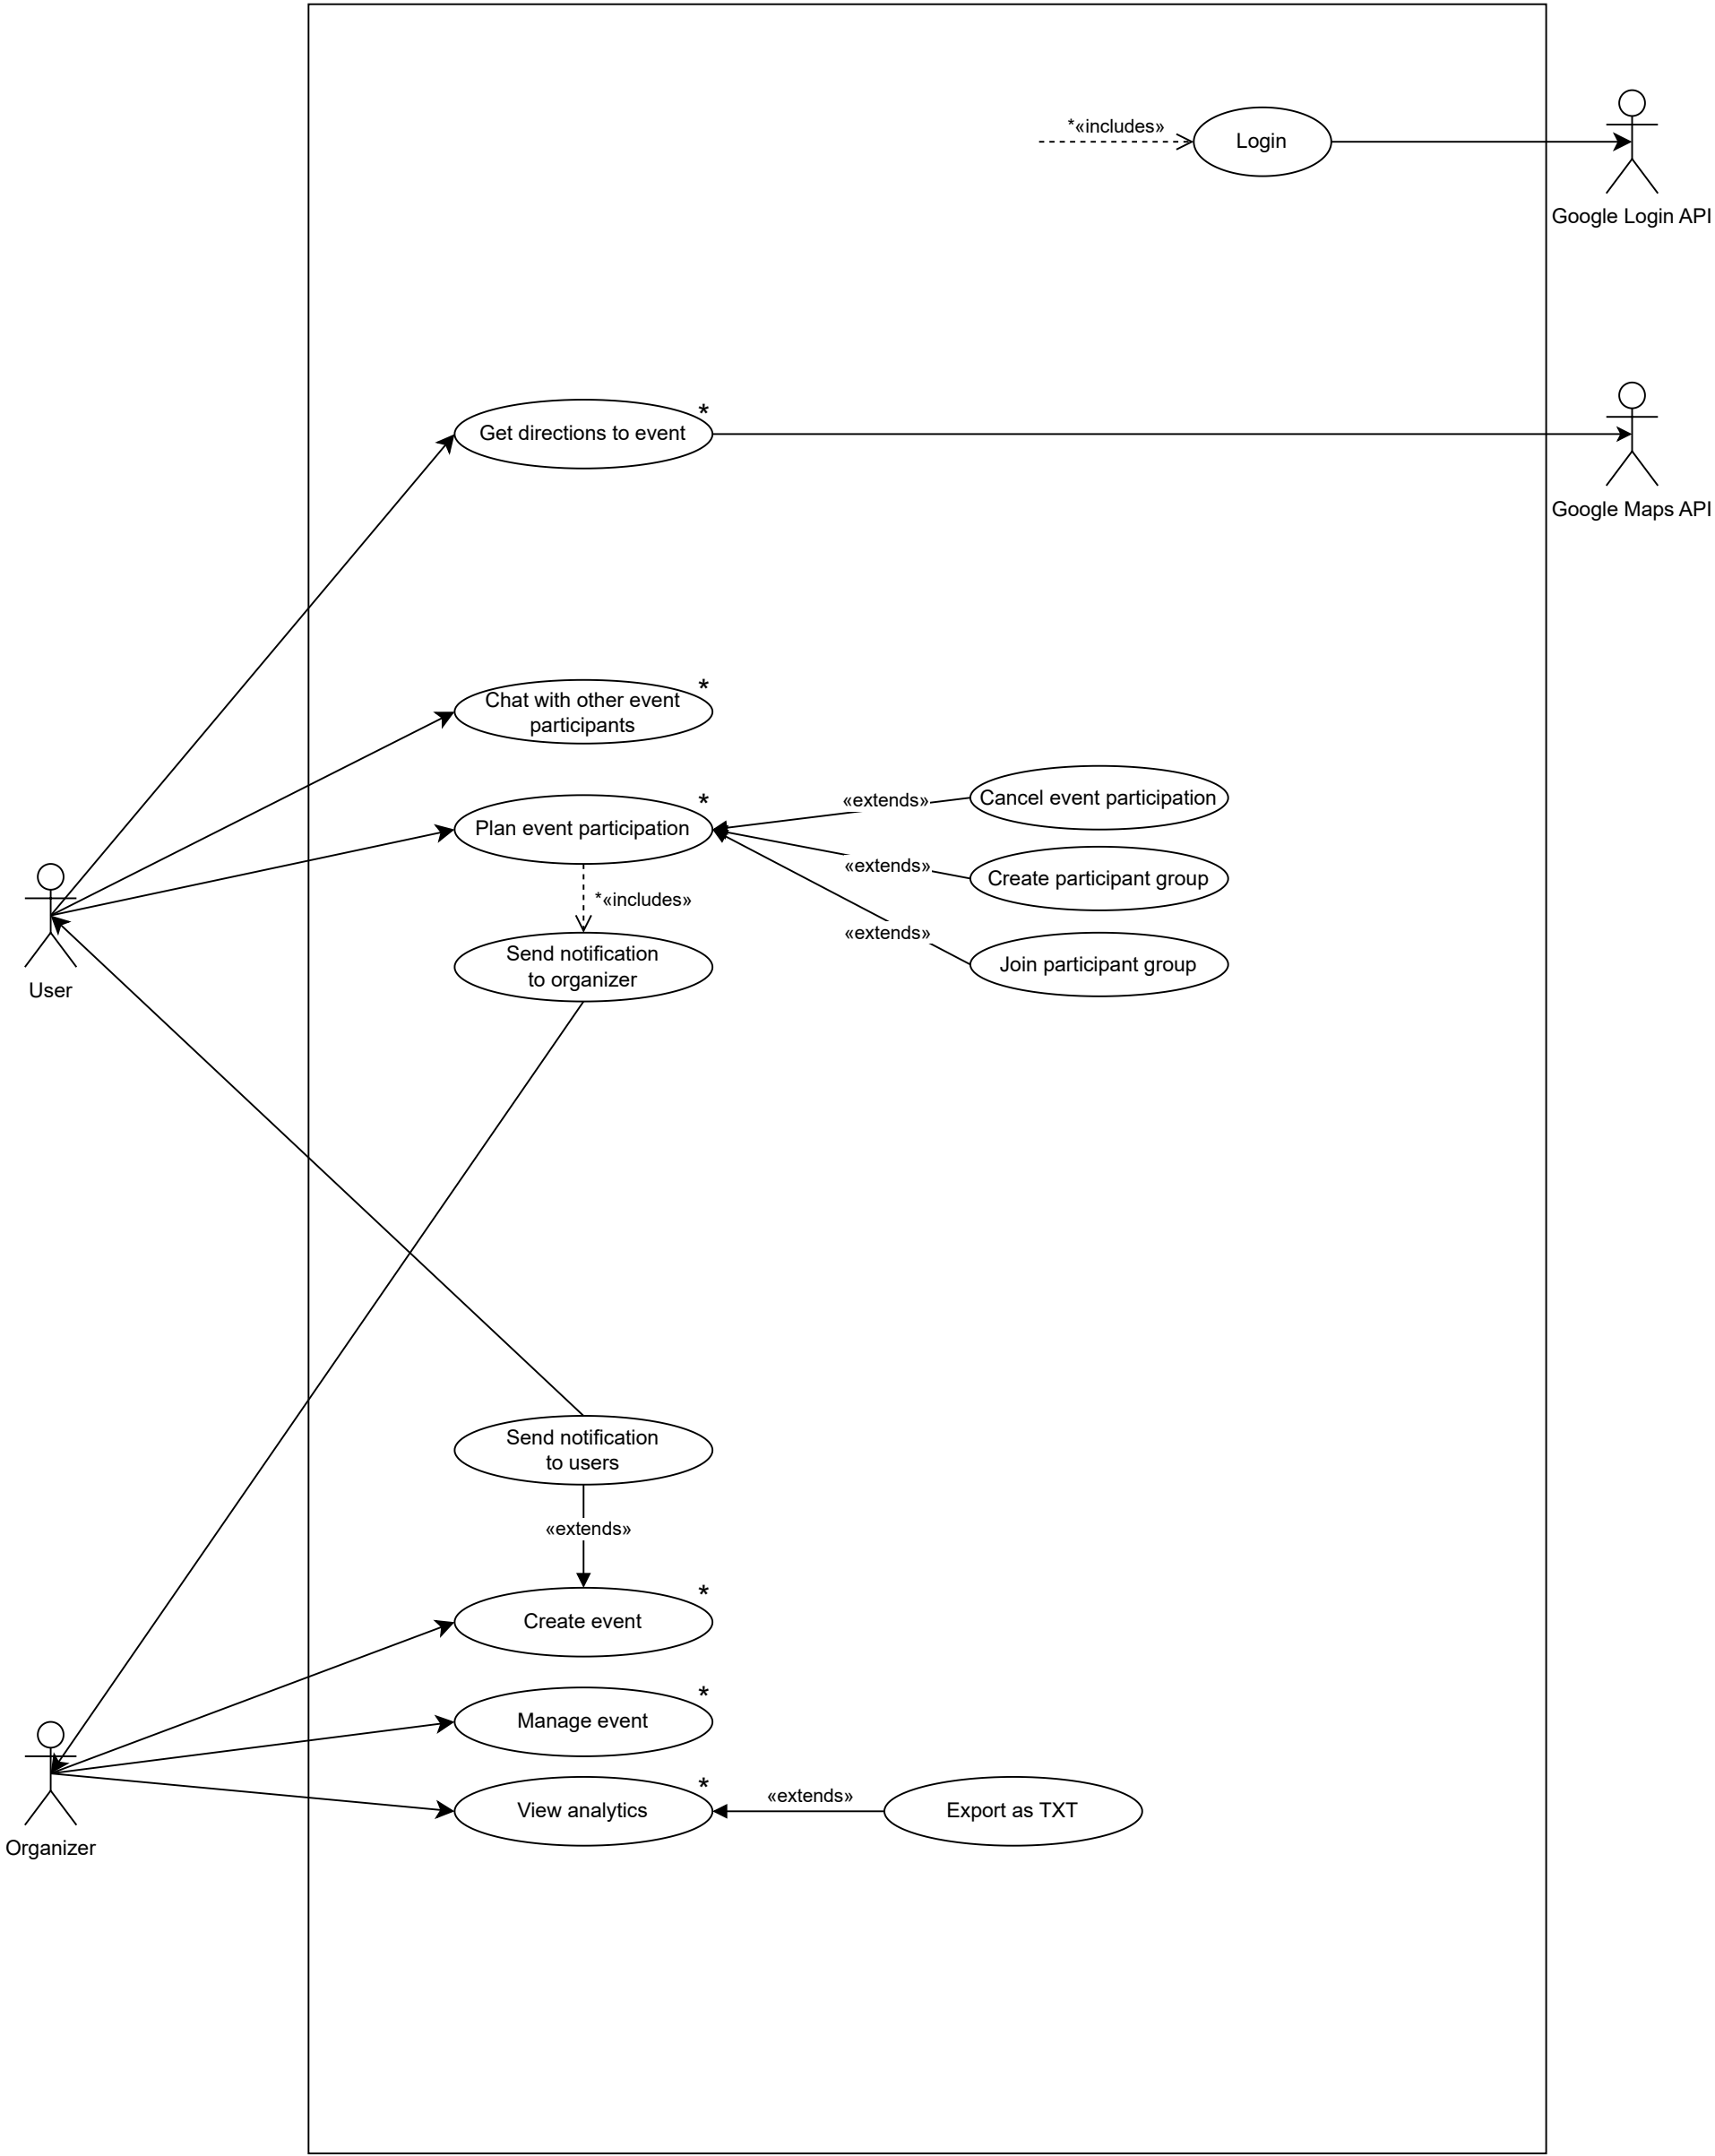 *«includes»
Login
Google Login API
*
Get directions to event
Google Maps API
*
Chat with other event
participants
*
Plan event participation
«extends»
Cancel event participation
«extends»
Create participant group
*«includes»
«extends»
Send notification
to organizer
Join participant group
User
Send notification
to users
«extends»
*
Create event
*
Manage event
*
View analytics
«extends»
Export as TXT
Organizer